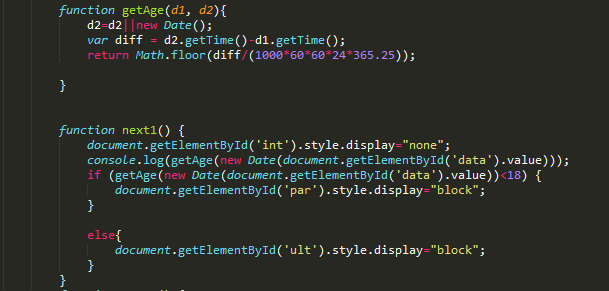 function getAge(d1, d2){
d2=d2||new Date();
var diff = d2.getTime()-d1.getTime();
return Math.floor(diff/(1000*60*60*24*365.25));
}
function next1() {
document.getElementById('int').style.display="none";
console.log(getAge(new Date(document.getElementById('data').value)));
if (getAge(new Date(document.getElementById('data').value))<18) {
document.getElementById('par').style.display="block";
}
else{
document.getElementById('ult').style.display="block";
}
}